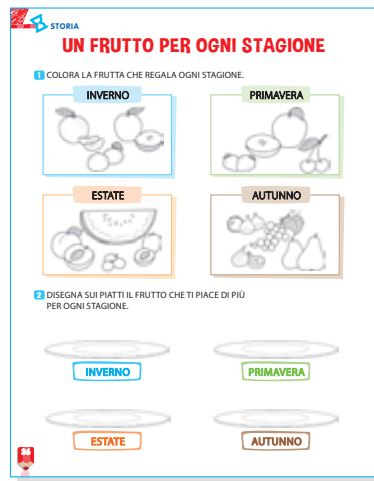 STORIA
UN FRUTTO PER OGNI STAGIONE
1 COLORA LA FRUTTA CHE REGALA OGNI STAGIONE.
INVERNO
PRIMAVERA
ESTATE
AUTUNNO
2 DISEGNA SUI PIATTI IL FRUTTO CHE TI PIACE DI PIÙ
PER OGNI STAGIONE.
INVERNO
PRIMAVERA
ESTATE
AUTUNNO
36